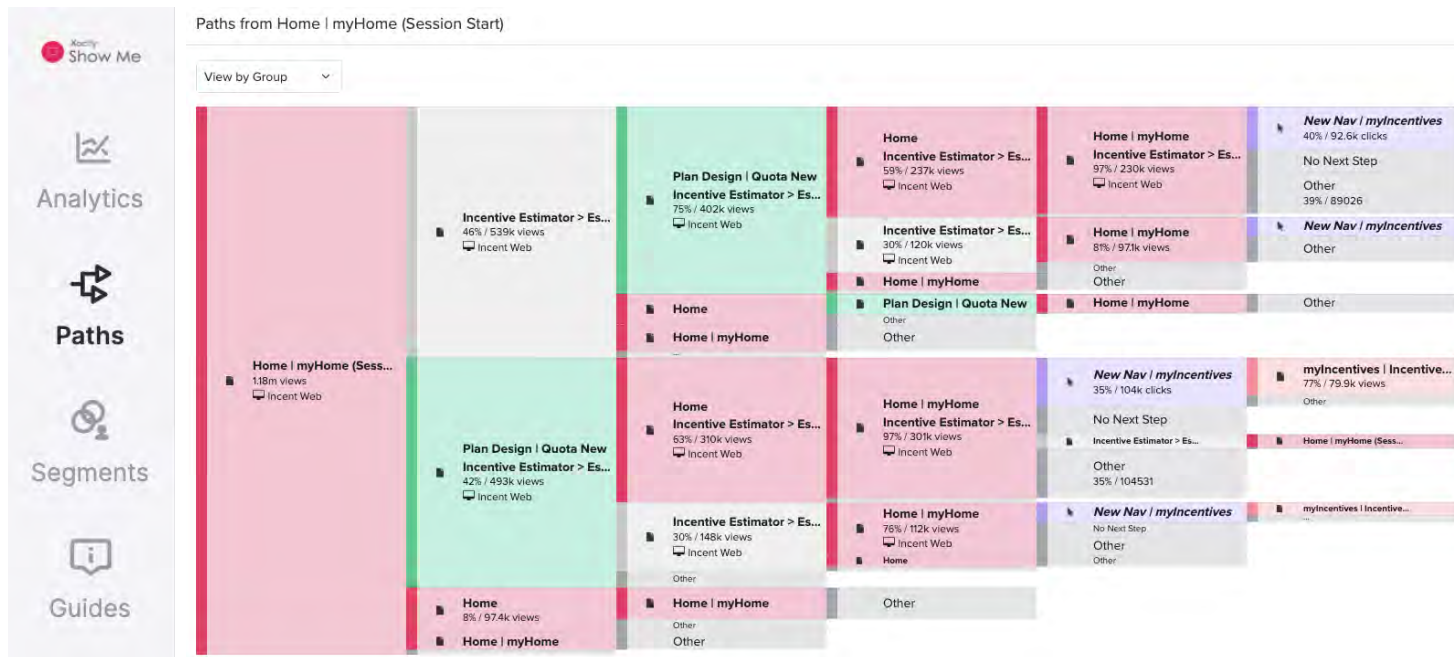 Xactly
Show Me
Analytics
Paths
Segments
Guides
Paths from Home | myHome (Session Start)
View by Group
Home | myHome (Sess...
1.18m views
Incent Web
Incentive Estimator > Es...
46% / 539k views
Incent Web
Plan Design | Quota New
Incentive Estimator > Es...
42% / 493k views
Incent Web
Home
8% / 97.4k views
Home | myHome
Plan Design | Quota New
Incentive Estimator > Es...
75% / 402k views
Incent Web
Home
Home | myHome
Home
Incentive Estimator > Es...
63% / 310k views
Incent Web
Incentive Estimator > Es...
30% / 148k views
Incent Web
Other
Home | myHome
Other
Other
Home
Incentive Estimator > Es...
59% / 237k views
Incent Web
Incentive Estimator > Es...
30% / 120k views
Incent Web
Home | myHome
Plan Design | Quota New
Other
Other
Home | myHome
Incentive Estimator > Es...
97% / 301k views
Incent Web
Home | myHome
76% / 112k views
Incent Web
Home
Other
Home | myHome
Incentive Estimator > Es...
97% / 230k views
Incent Web
Home | myHome
81% / 97.1k views
Other
Other
Home | myHome
New Nav | myIncentives
35% / 104k clicks
No Next Step
Incentive Estimator > Es...
Other
35% / 104531
New Nav | myIncentives
No Next Step
Other
Other
New Nav | myIncentives
40% / 92.6k clicks
No Next Step
Other
39% / 89026
New Nav | myIncentives
Other
Other
myIncentives | Incentive...
77% / 79.9k views
Other
Home | myHome (Sess...
myIncentives | Incentive...
...